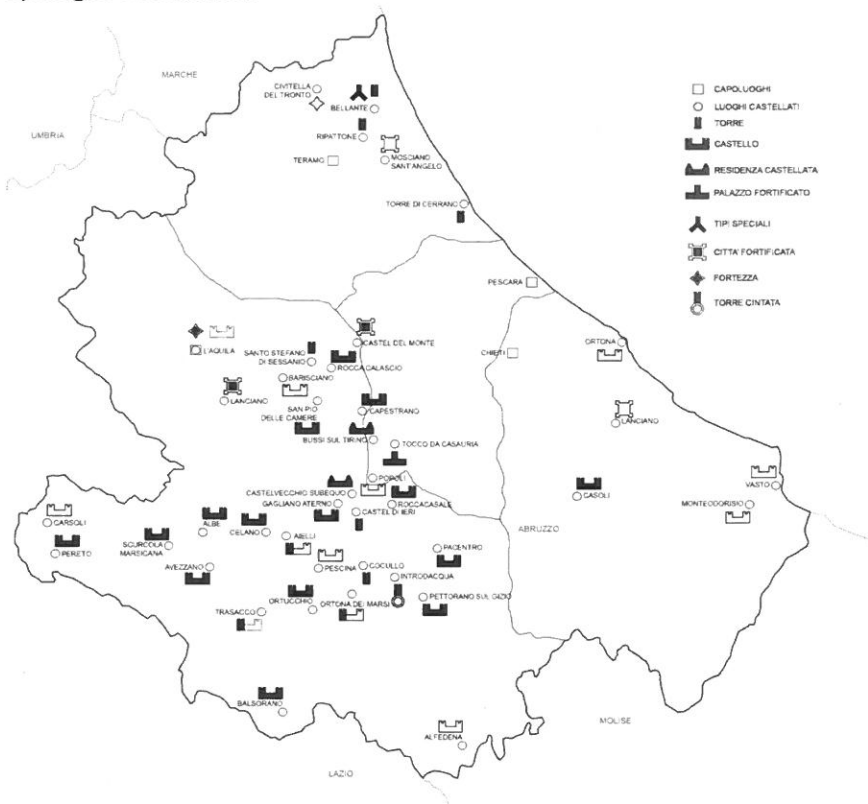 MARCHE
UMBRIA
CIVITELLA
DEL TRONTO
BELLANTE
RIPATTONE
TERAMO
MOSCIANO
SANT'ANGELO
TORRE DI CERRANO
PESCARA
CAPOLUOGHI
LUOGHI CASTELLATI
TORRE
CASTELLO
RESIDENZA CASTELLATA
PALAZZO FORTIFICATO
TIPI SPECIALI
CITTA' FORTIFICATA
FORTEZZA
TORRE CINTATA
L'AQUILA
SANTO STEFANO
DI SESSANIO
CASTEL DEL MONTE
ROCCA CALASCIO
CHIETI
ORTONA
BARISCIANO
LANCIANO
SAN PIO
DELLE CAMERE
CAPESTRANO
LANCIANO
BUSSI SUL TIRINO
TOCCO DA CASAURIA
POPOLI
CASTELVECCHIO SUBEQUO
GAGLIANO ATERNO
ROCCACASALE
CASTEL DI IERI
CASOLI
VASTO
MONTEODORISIO
CARSOLI
PERETO
SCURCOLA
MARSICANA
ALBE
CELANO
AIELLI
ABRUZZO
AVEZZANO
PESCINA
COCULLO
PACENTRO
INTRODACQUA
ORTUCCHIO
ORTONA DEI MARSI
PETTORANO SUL GIZIO
TRASACCO
BALSORANO
ALFEDENA
MOLISE
LAZIO